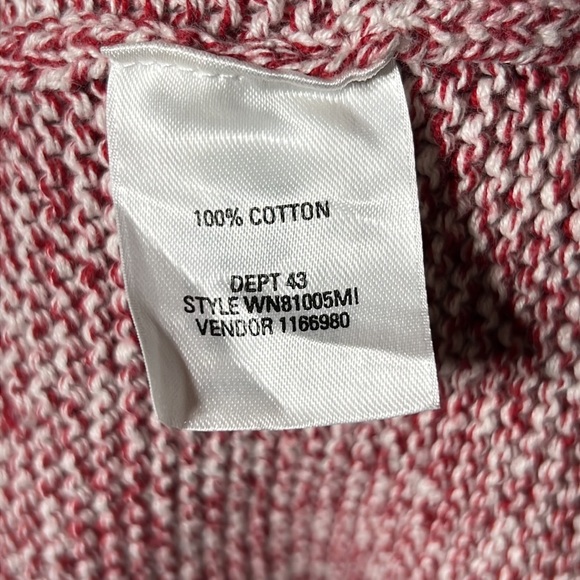 100% COTTON
DEPT 43
STYLE WN81005MI
VENDOR 1166980